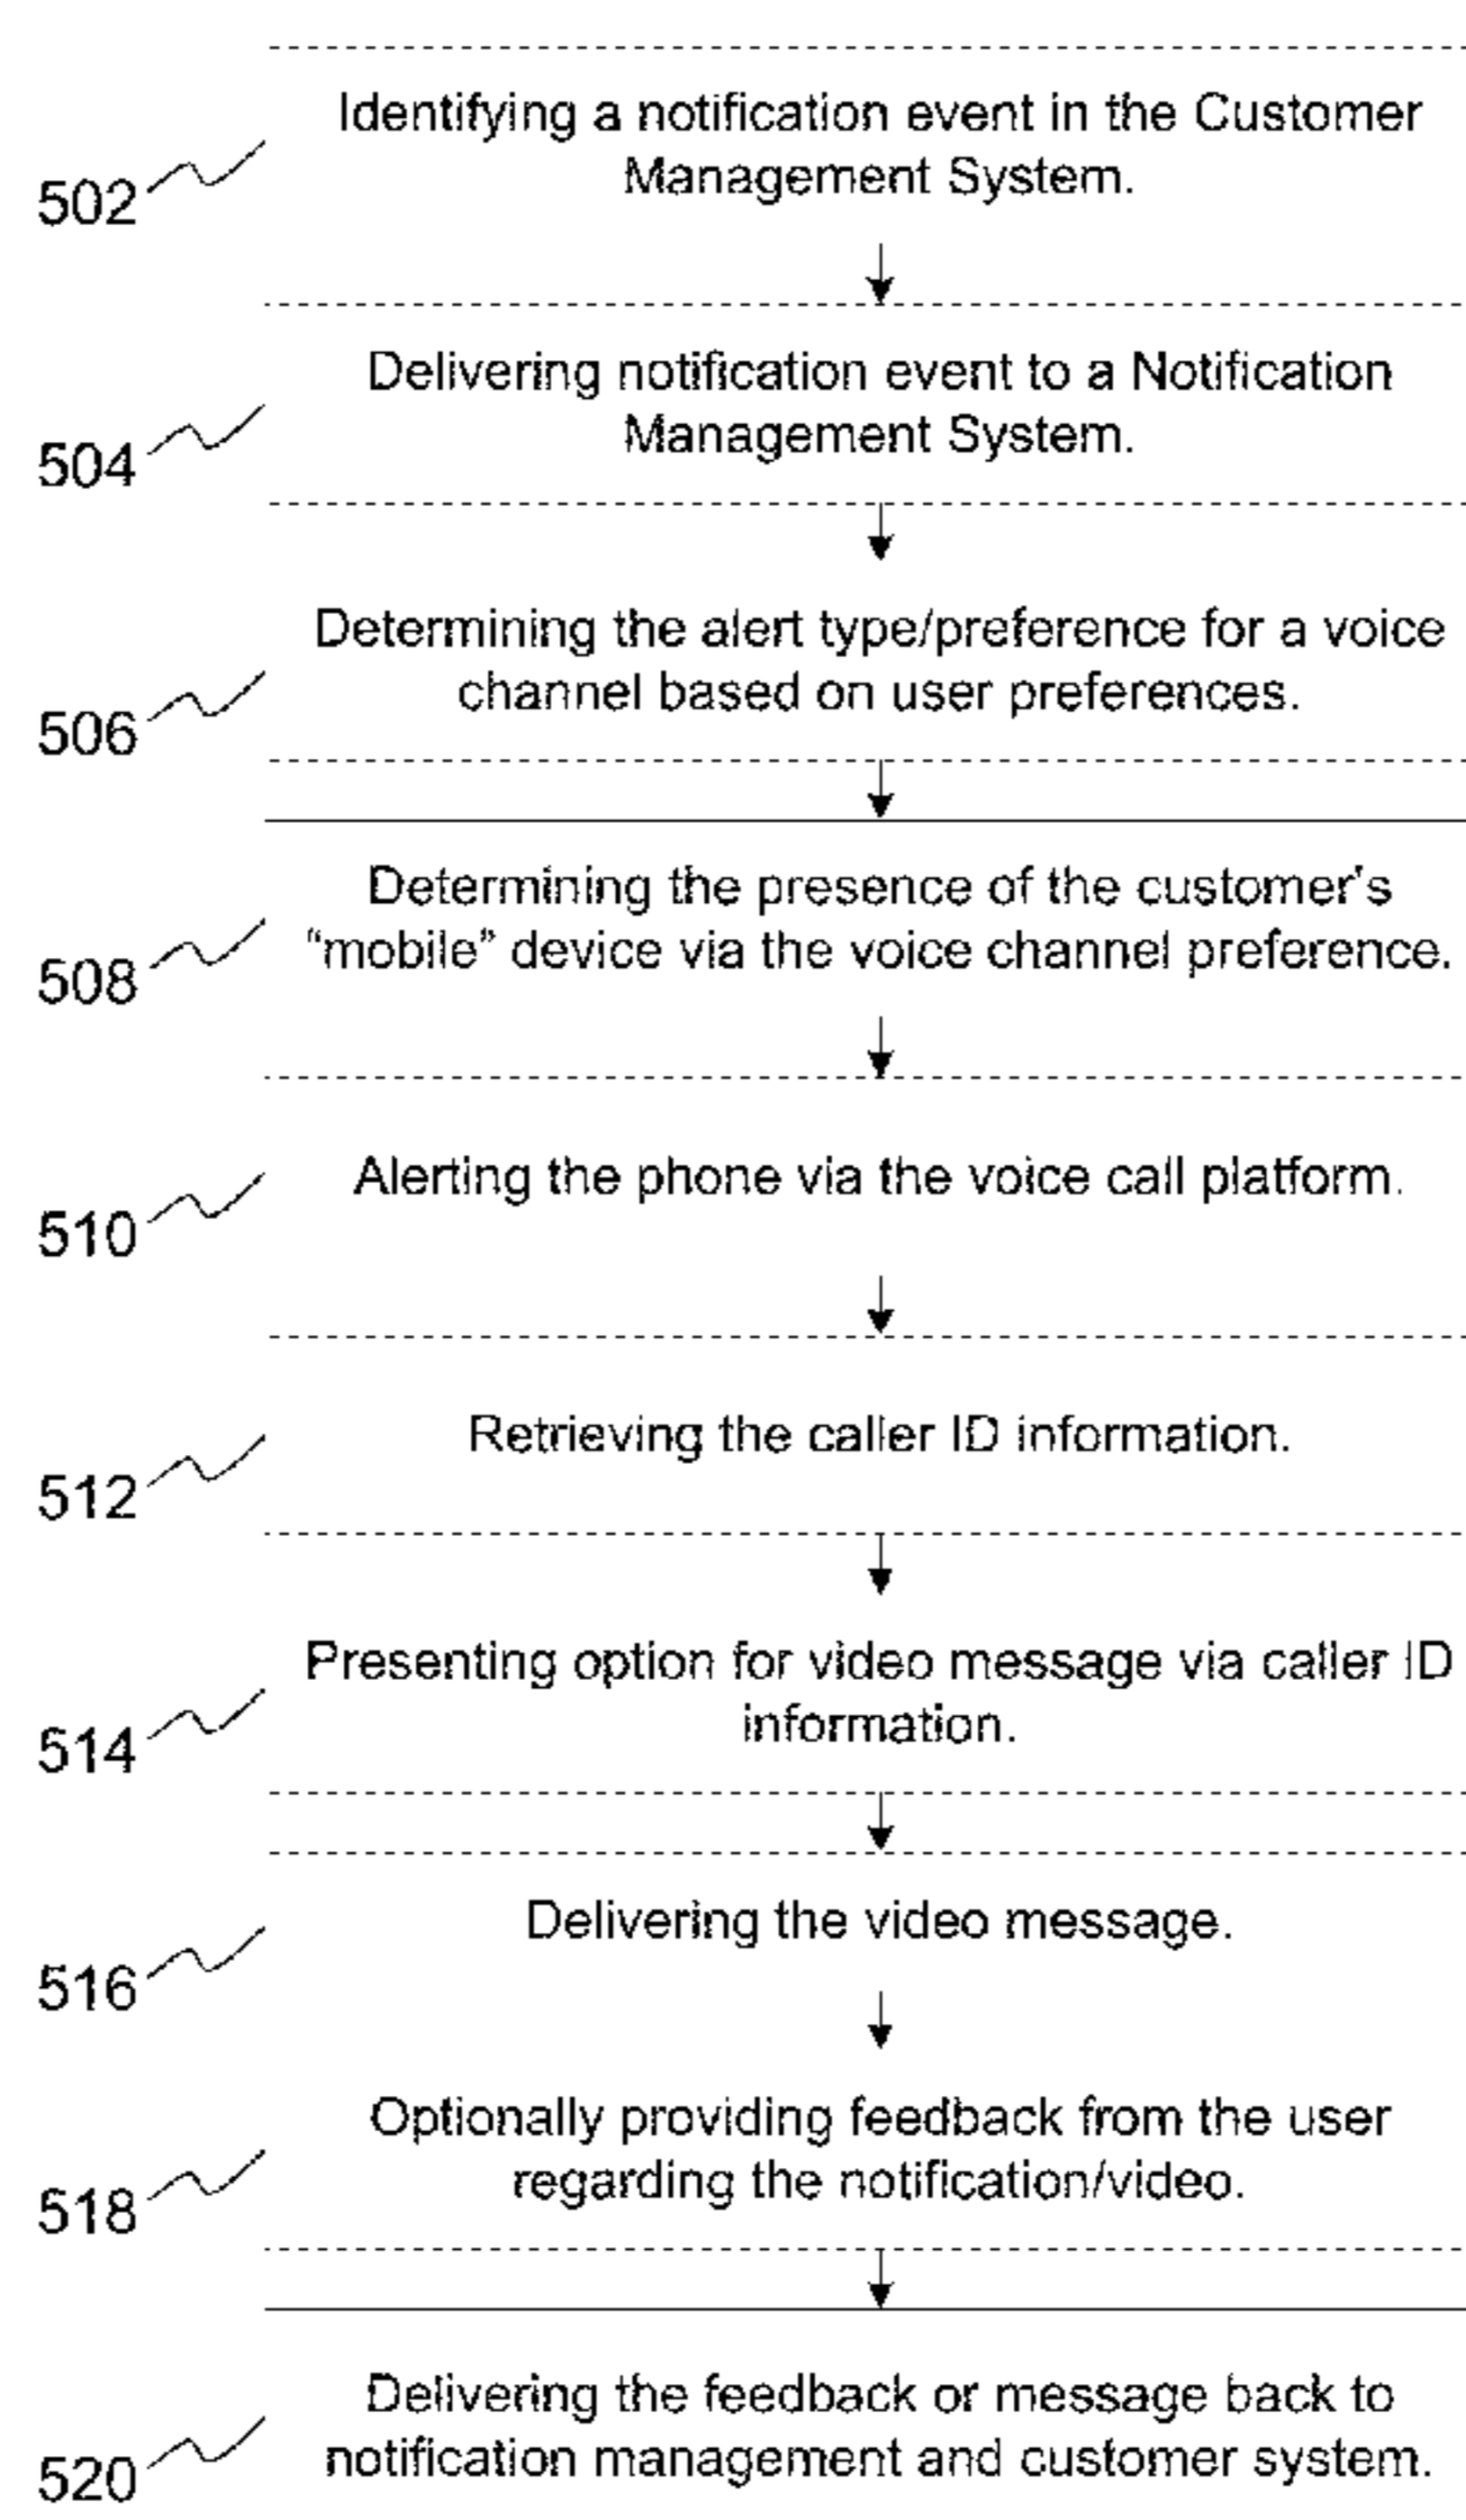 Identifying a notification event in the Customer
Management System.
502
Delivering notification event to a Notification
Management System.
504
Determining the alert type/preference for a voice
channel based on user preferences.
506
Determining the presence of the customer's
“mobile” device via the voice channel preference.
508
Alerting the phone via the voice call platform.
510
Retrieving the caller ID information.
512
Presenting option for video message via caller ID
information.
514
Delivering the video message.
516
Optionally providing feedback from the user
regarding the notification/video.
518
Delivering the feedback or message back to
notification management and customer system.
520